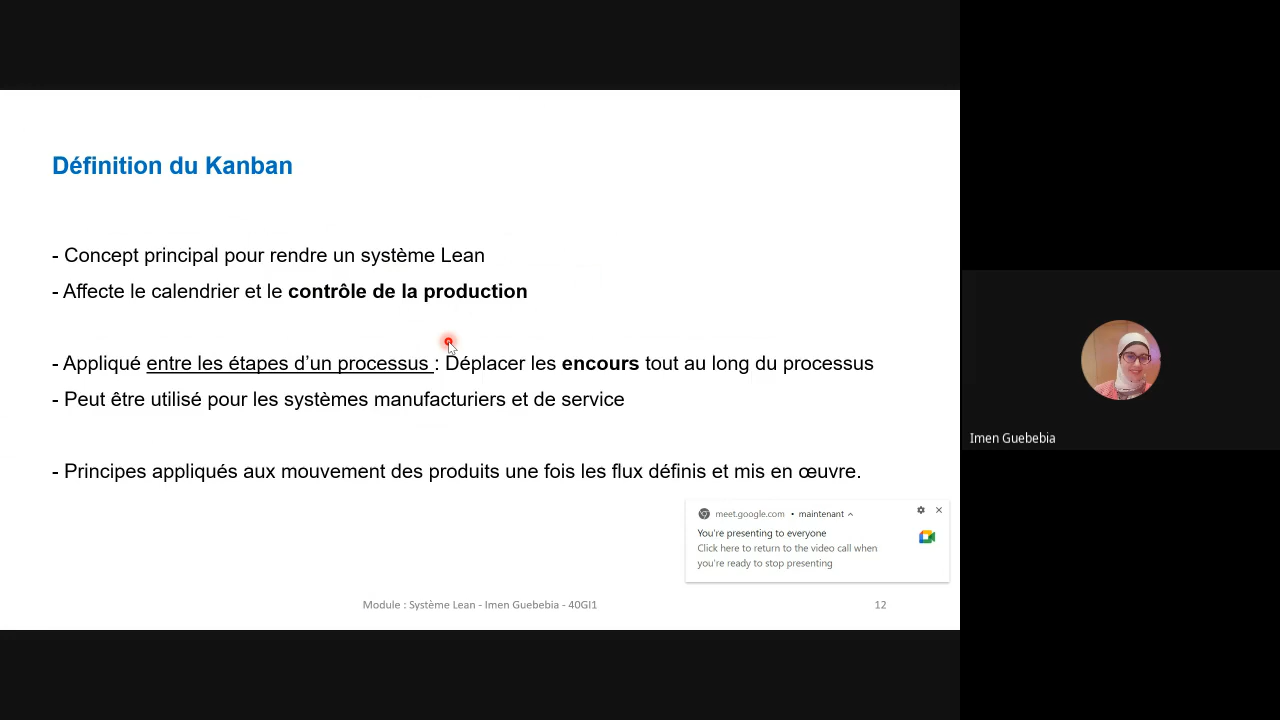 Définition du Kanban
- Concept principal pour rendre un système Lean
- Affecte le calendrier et le contrôle de la production
- Appliqué entre les étapes d’un processus : Déplacer les encours tout au long du processus
- Peut être utilisé pour les systèmes manufacturiers et de service
- Principes appliqués aux mouvement des produits une fois les flux définis et mis en œuvre.
meet.google.com • maintenant
You're presenting to everyone
Click here to return to the video call when
you're ready to stop presenting
Module : Système Lean - Imen Guebebia - 40GI1
12
Imen Guebebia